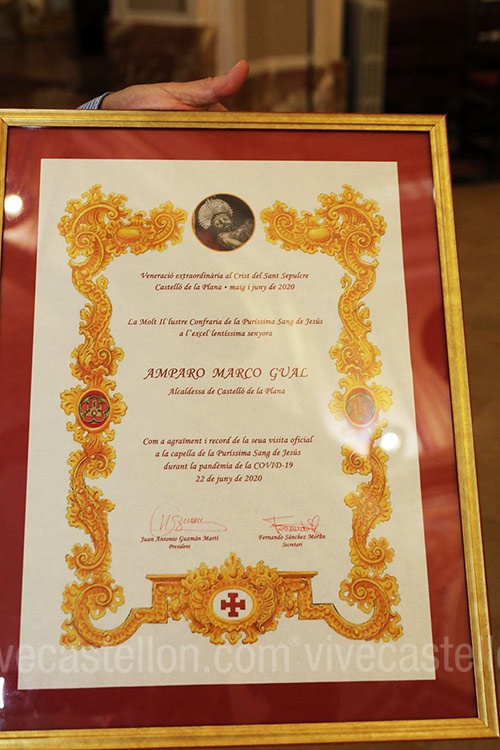 Veneració extraordinària al Crist del Sant Sepulcre
Castelló de la Plana • maig i juny de 2020
La Molt Il lustre Confraria de la Puríssima Sang de Jesús
a l'excel lentíssima senyora
AMPARO MARCO GUAL
Alcaldessa de Castelló de la Plana
Com a agraïment i record de la seua visita oficial
a la capella de la Puríssima Sang de Jesús
durant la pandèmia de la COVID-19
22 de juny de 2020
Juan Antonio Guzmán Martí
President
Fernando Sánchez Morán
Secretari
vivecastellon.com vivecastel